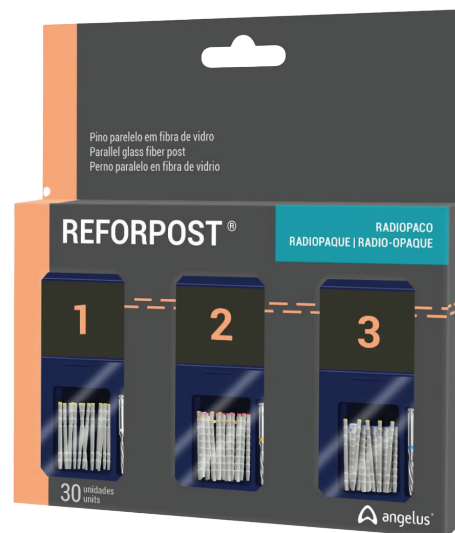 Pino parelelo em fibra de vidro
Parallel glass fiber post
Perno paralelo en fibra de vidrio
REFORPOST ®
RADIOPACO
RADIOPAQUE | RADIO-OPAQUE
1
2
3
30 unidades
units
angelus®